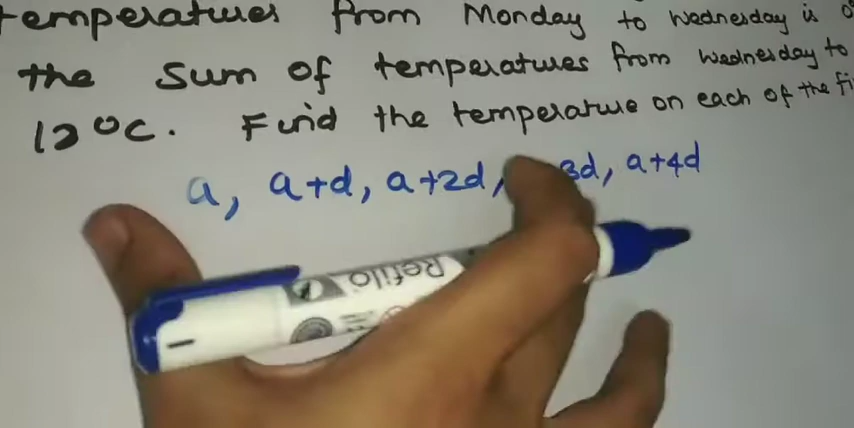 temperatures from Monday to Wednesday is
the sum of temperatures from Wednesday to
12°C. Find the temperature on each of the
a, a+d, a+2d, 3d, a+4d
Refilo